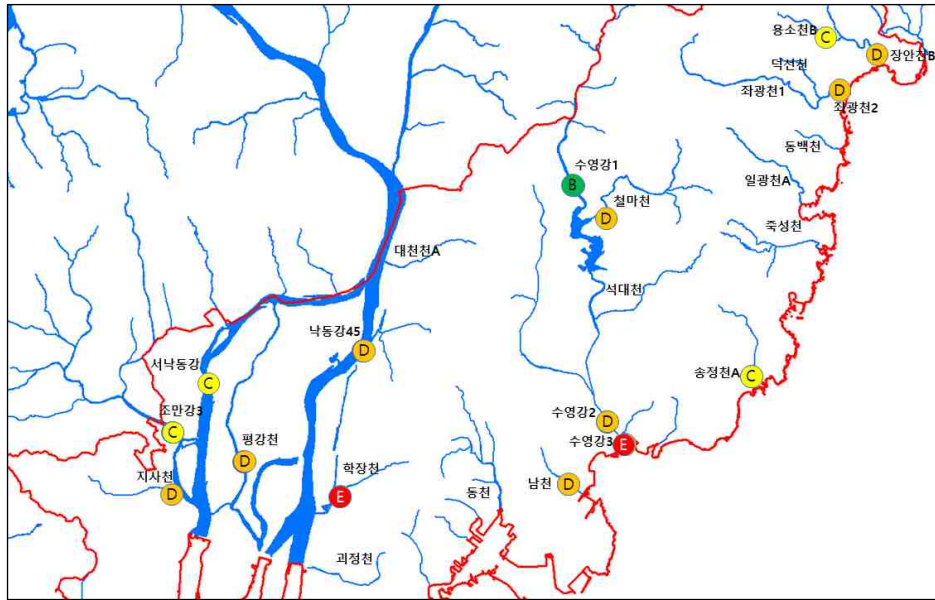 용소천B
C
D
장안천B
덕선천
좌광천1
D
좌광천2
동백천
수영강1
B
일광천A
철마천
D
죽성천
대천천A
석대천
낙동강45
D
서낙동강
C
송정천A
C
조만강3
C
수영강2
D
수영강3
E
평강천
D
지사천
D
학장천
E
동천
남천
D
괴정천